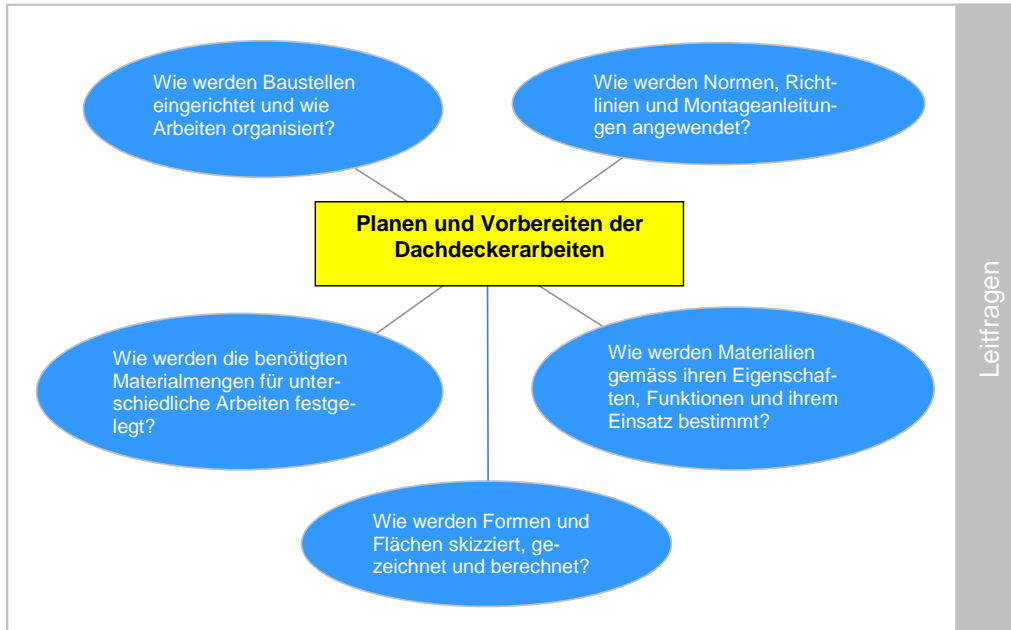 Wie werden Baustellen
eingerichtet und wie
Arbeiten organisiert?
Wie werden Normen, Richt-
linien und Montageanleitun-
gen angewendet?
Planen und Vorbereiten der
Dachdeckerarbeiten
Wie werden die benötigten
Materialmengen für unter-
schiedliche Arbeiten festge-
legt?
Wie werden Materialien
gemäss ihren Eigenschaf-
ten, Funktionen und ihrem
Einsatz bestimmt?
Wie werden Formen und
Flächen skizziert, ge-
zeichnet und berechnet?
Leitfragen